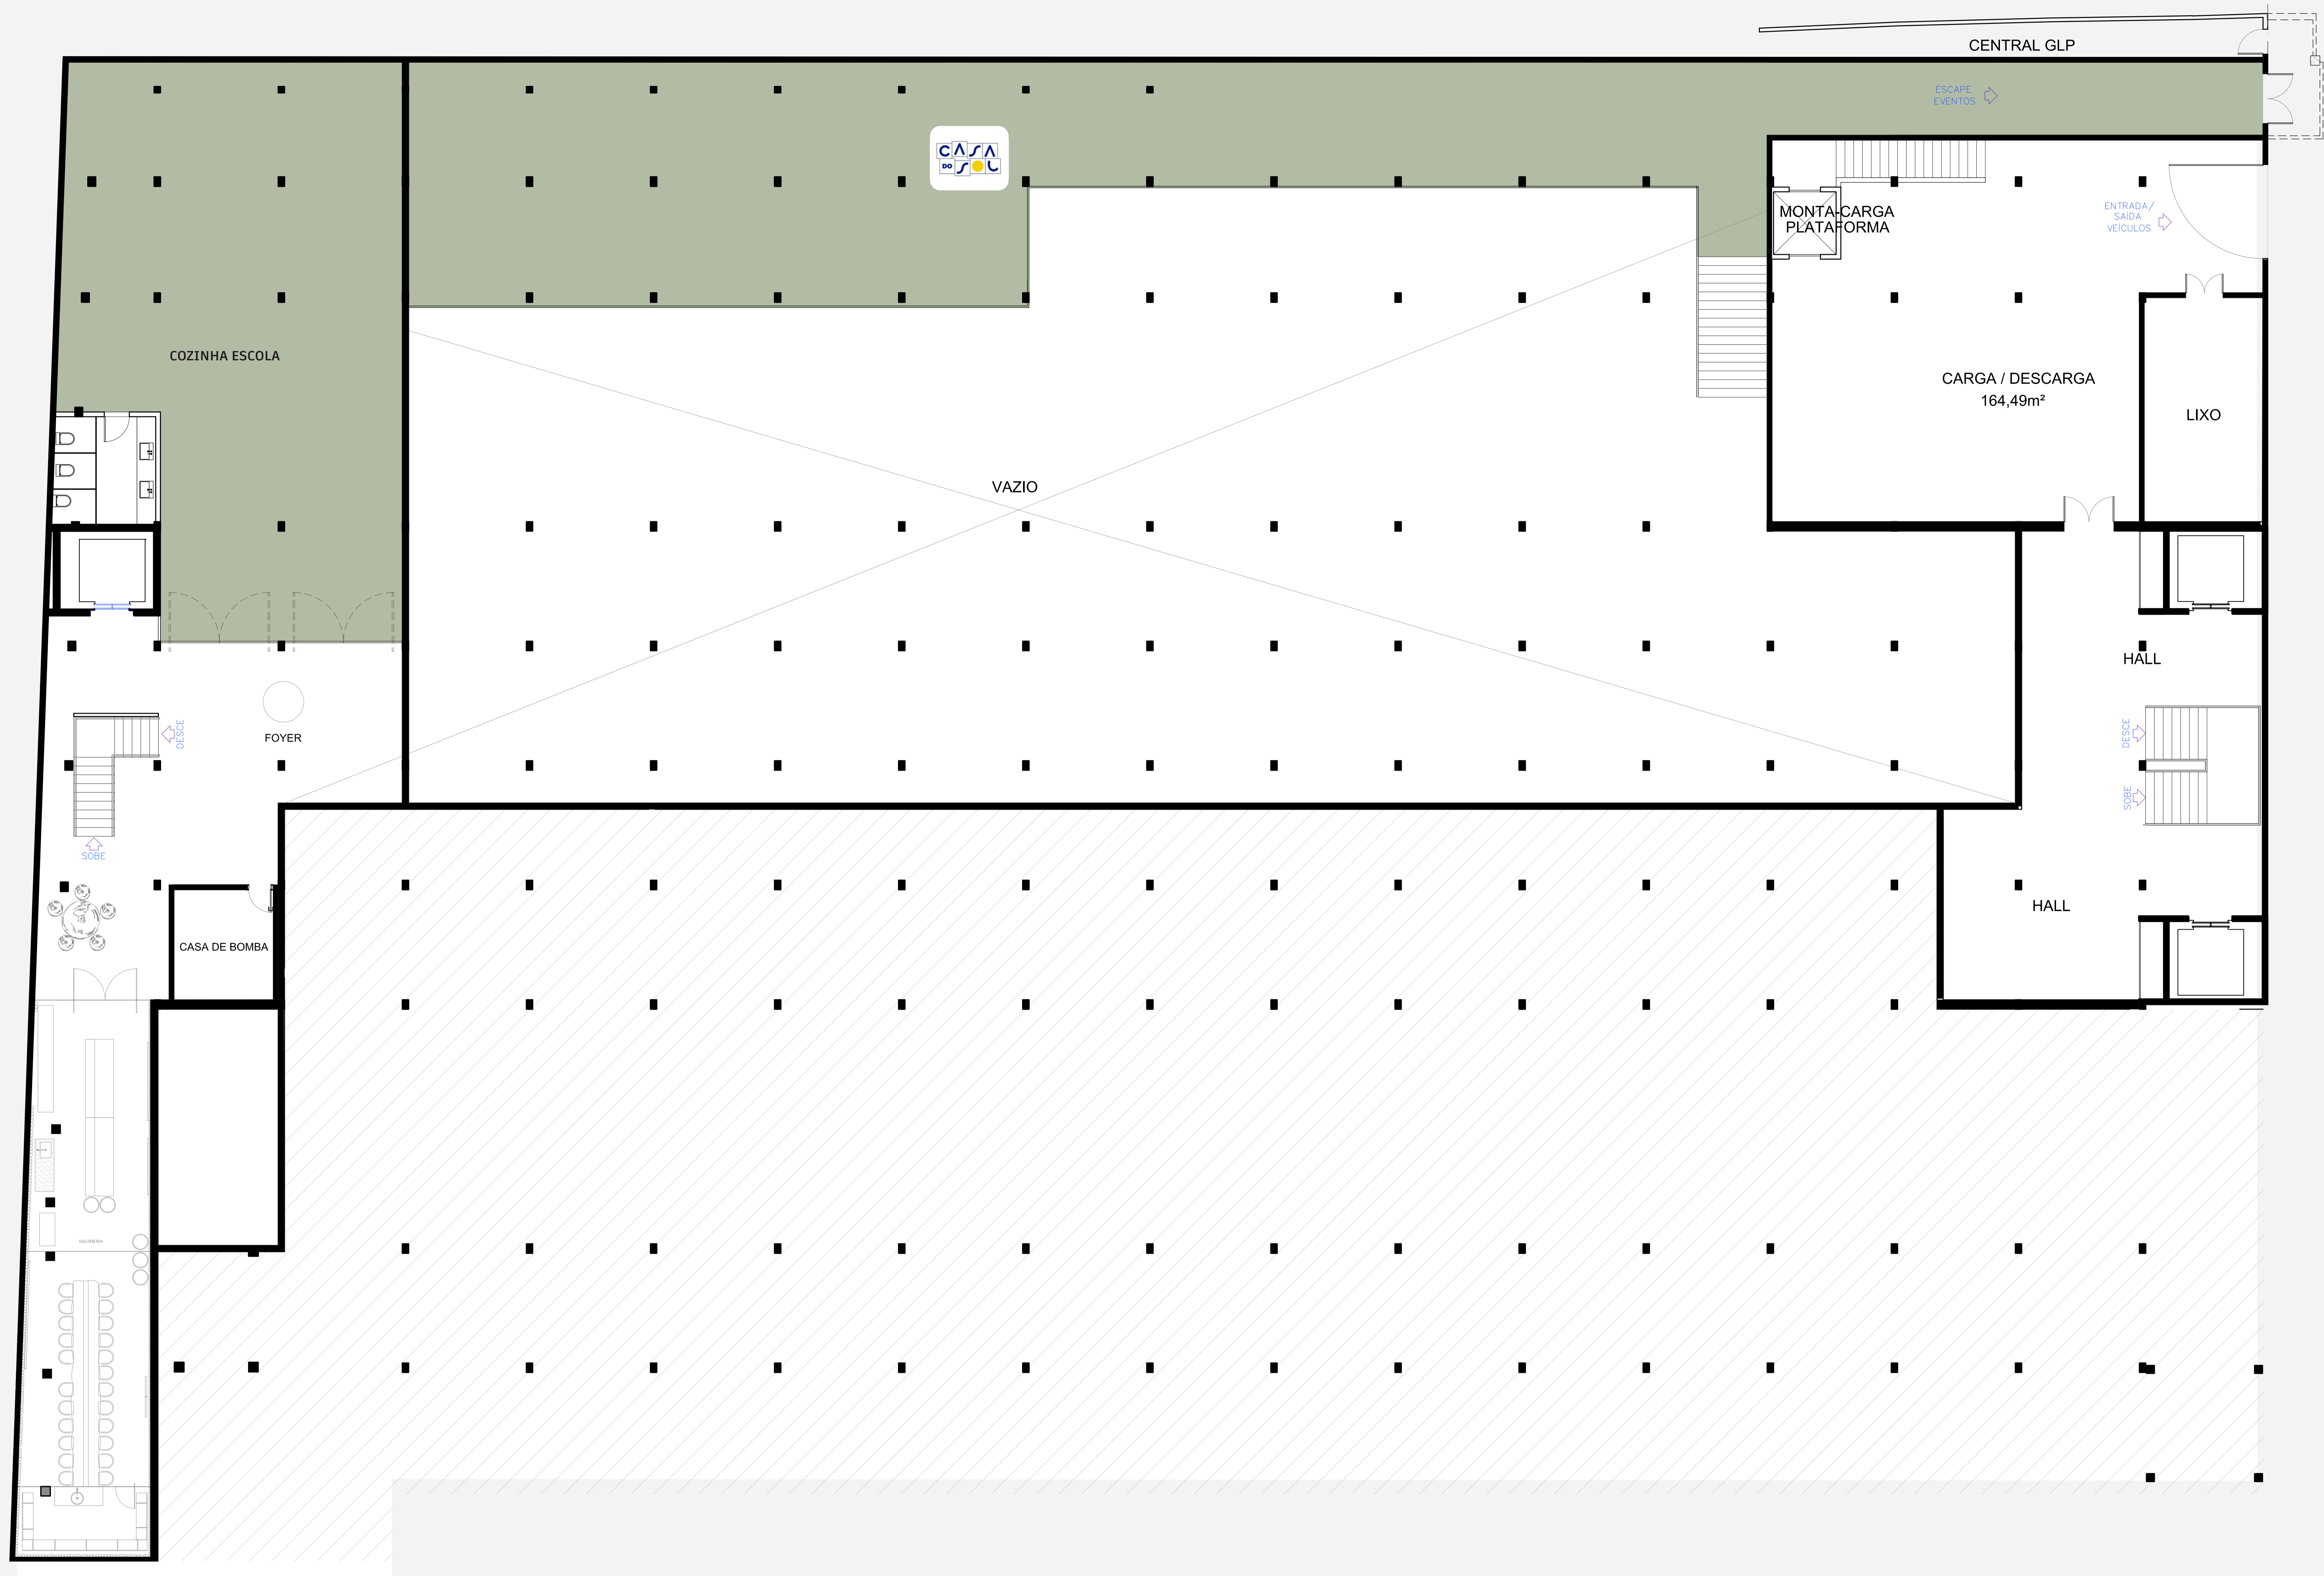 CENTRAL GLP
ESCAPE
EVENTOS
CASA
DO SOL
MONTA-CARGA
PLATAFORMA
ENTRADA/
SAÍDA
VEÍCULOS
COZINHA ESCOLA
CARGA / DESCARGA
164,49m²
LIXO
VAZIO
HALL
DESCE
FOYER
DESCE
SOBE
SOBE
HALL
CASA DE BOMBA
SALUMERIA